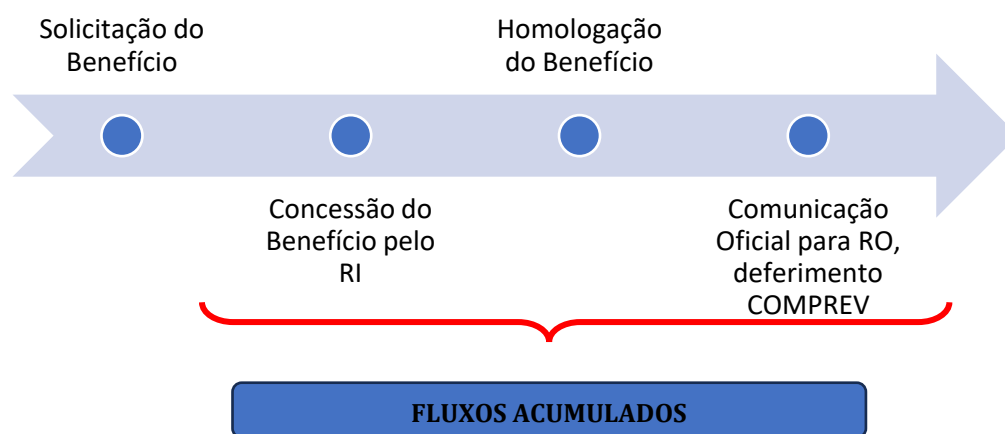 Solicitação do
Benefício
Homologação
do Benefício
Concessão do
Benefício pelo
RI
Comunicação
Oficial para RO,
deferimento
COMPREV
FLUXOS ACUMULADOS